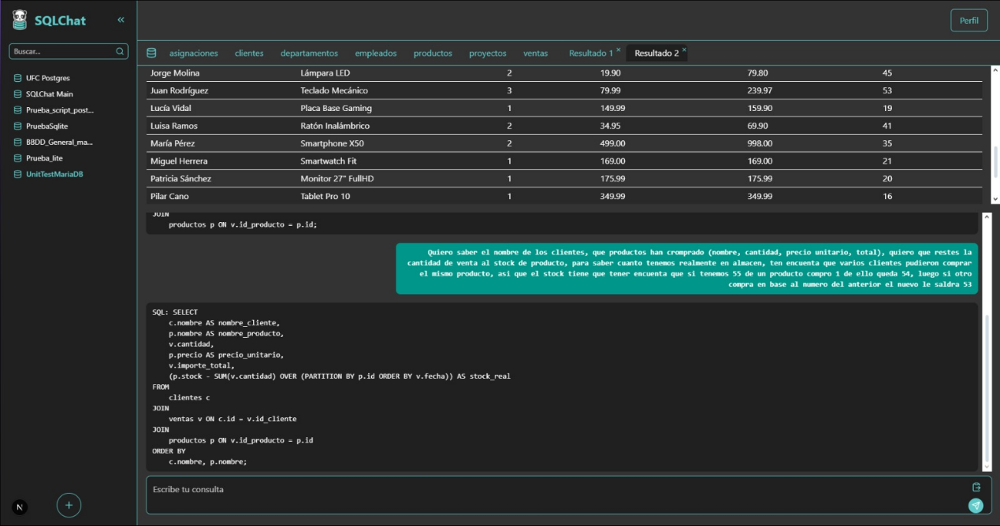 SQLChat
«
Perfil
Buscar...
asignaciones clientes departamentos empleados productos proyectos ventas Resultado 1 × Resultado 2 ×
UFC Postgres
SQLChat Main
Prueba_script_post...
PruebaSqlite
BBDD_General_ma...
Prueba_lite
UnitTestMariaDB
Jorge Molina Lámpara LED 2 19.90 79.80 45
Juan Rodríguez Teclado Mecánico 3 79.99 239.97 53
Lucía Vidal Placa Base Gaming 1 149.99 159.90 19
Luisa Ramos Ratón Inalámbrico 2 34.95 69.90 41
María Pérez Smartphone X50 2 499.00 998.00 35
Miguel Herrera Smartwatch Fit 1 169.00 169.00 21
Patricia Sánchez Monitor 27" FullHD 1 175.99 175.99 20
Pilar Cano Tablet Pro 10 1 349.99 349.99 16
JOIN
productos p ON v.id_producto = p.id;
Quiero saber el nombre de los clientes, que productos han cromprado (nombre, cantidad, precio unitario, total), quiero que restes la
cantidad de venta al stock de producto, para saber cuanto tenemos realmente en almacen, ten encuenta que varios clientes pudieron comprar
el mismo producto, asi que el stock tiene que tener encuenta que si tenemos 55 de un producto compro 1 de ello queda 54, luego si otro
compra en base al numero del anterior el nuevo le saldra 53
SQL: SELECT
c.nombre AS nombre_cliente,
p.nombre AS nombre_producto,
v.cantidad,
p.precio AS precio_unitario,
v.importe_total,
(p.stock - SUM(v.cantidad) OVER (PARTITION BY p.id ORDER BY v.fecha)) AS stock_real
FROM
clientes c
JOIN
ventas v ON c.id = v.id_cliente
JOIN
productos p ON v.id_producto = p.id
ORDER BY
c.nombre, p.nombre;
Escribe tu consulta
N
+